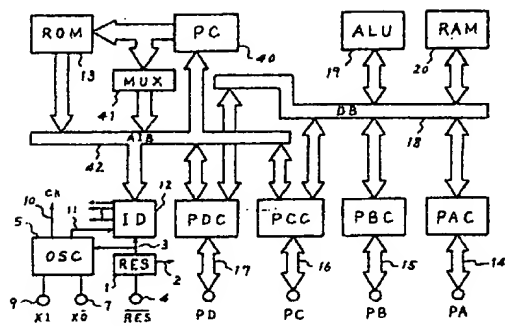 ROM
PC
ALU
RAM
13
40
19
20
MUX
41
DB
18
AIB
42
CK
10
11
12
5
ID
PDC
PCC
PBC
PAC
3
OSC
RES
1
2
17
16
15
14
9
7
4
X1
X0
RES
PD
PC
PB
PA